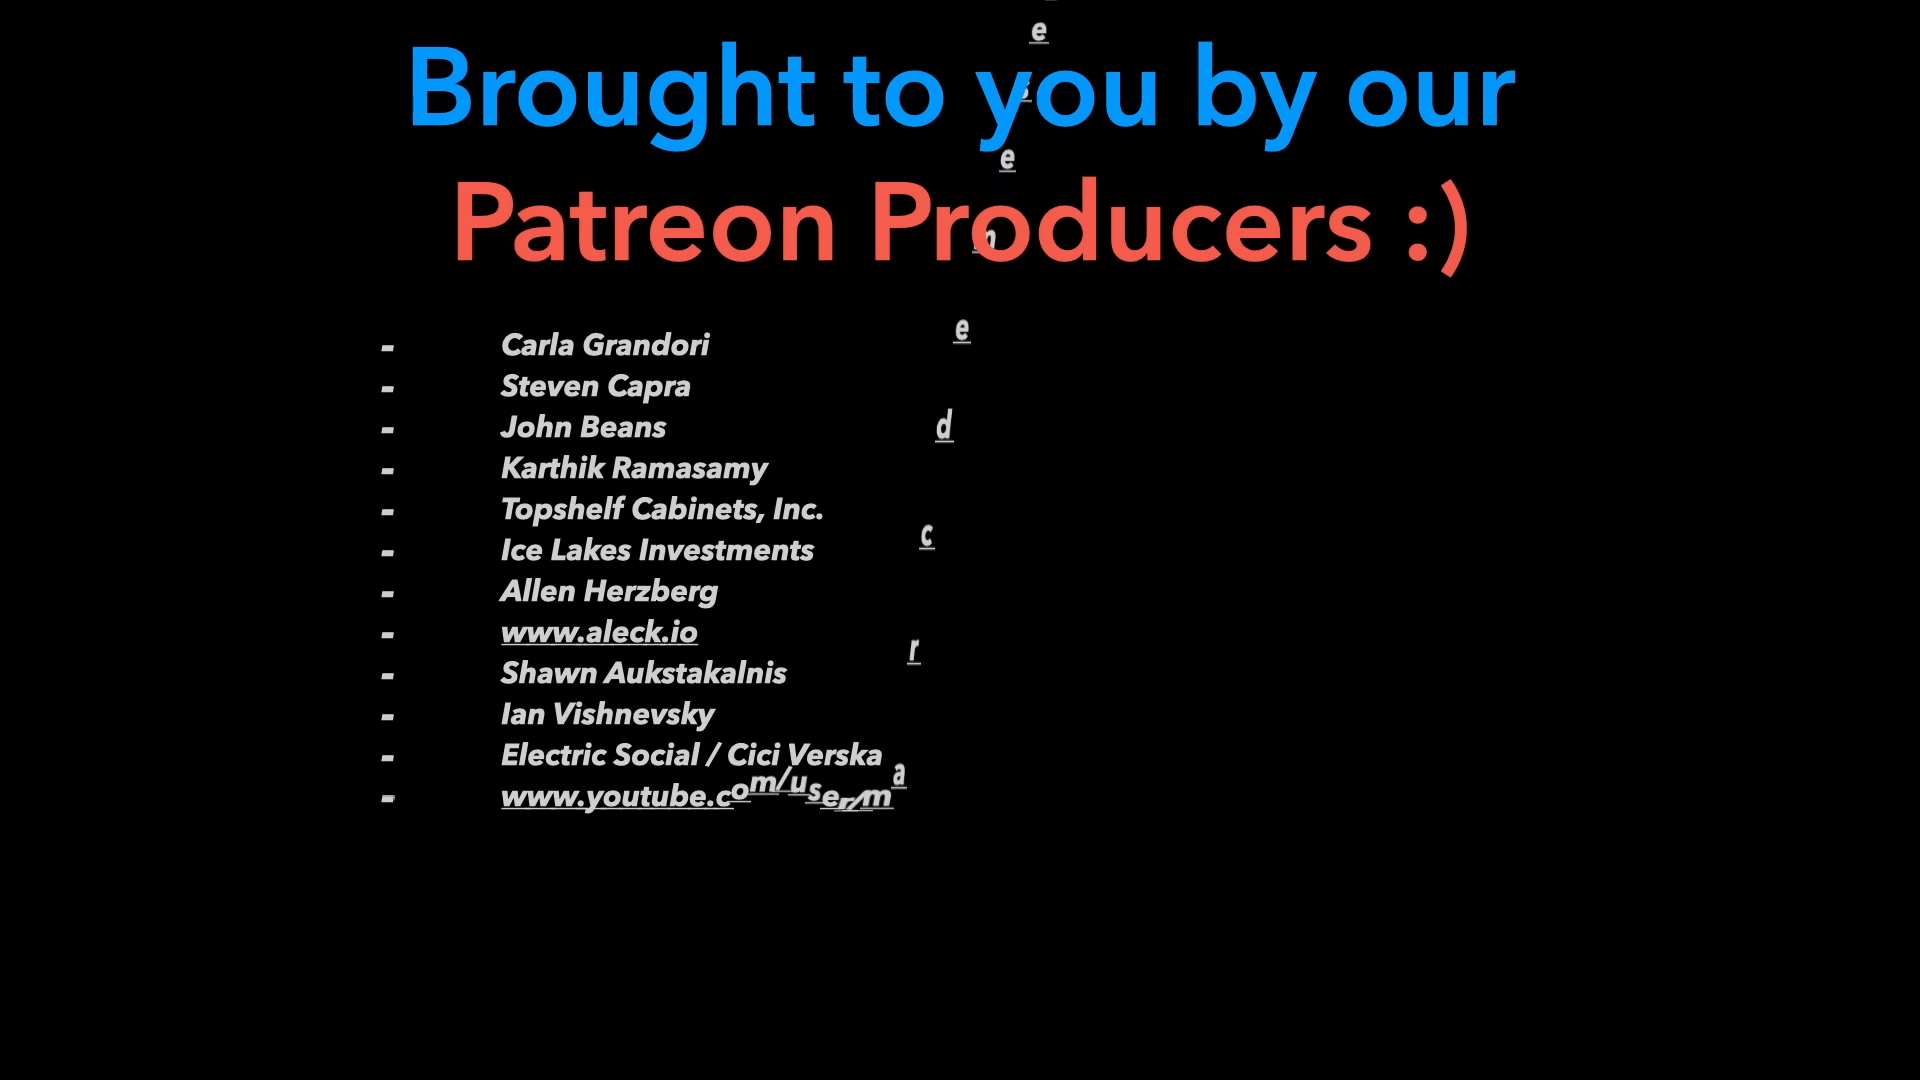 Brought to you by our
Patreon Producers :)
- Carla Grandori
- Steven Capra
- John Beans
- Karthik Ramasamy
- Topshelf Cabinets, Inc.
- Ice Lakes Investments
- Allen Herzberg
- www.aleck.io
- Shawn Aukstakalnis
- Ian Vishnevsky
- Electric Social / Cici Verska
- www.youtube.com/user/marcdemese